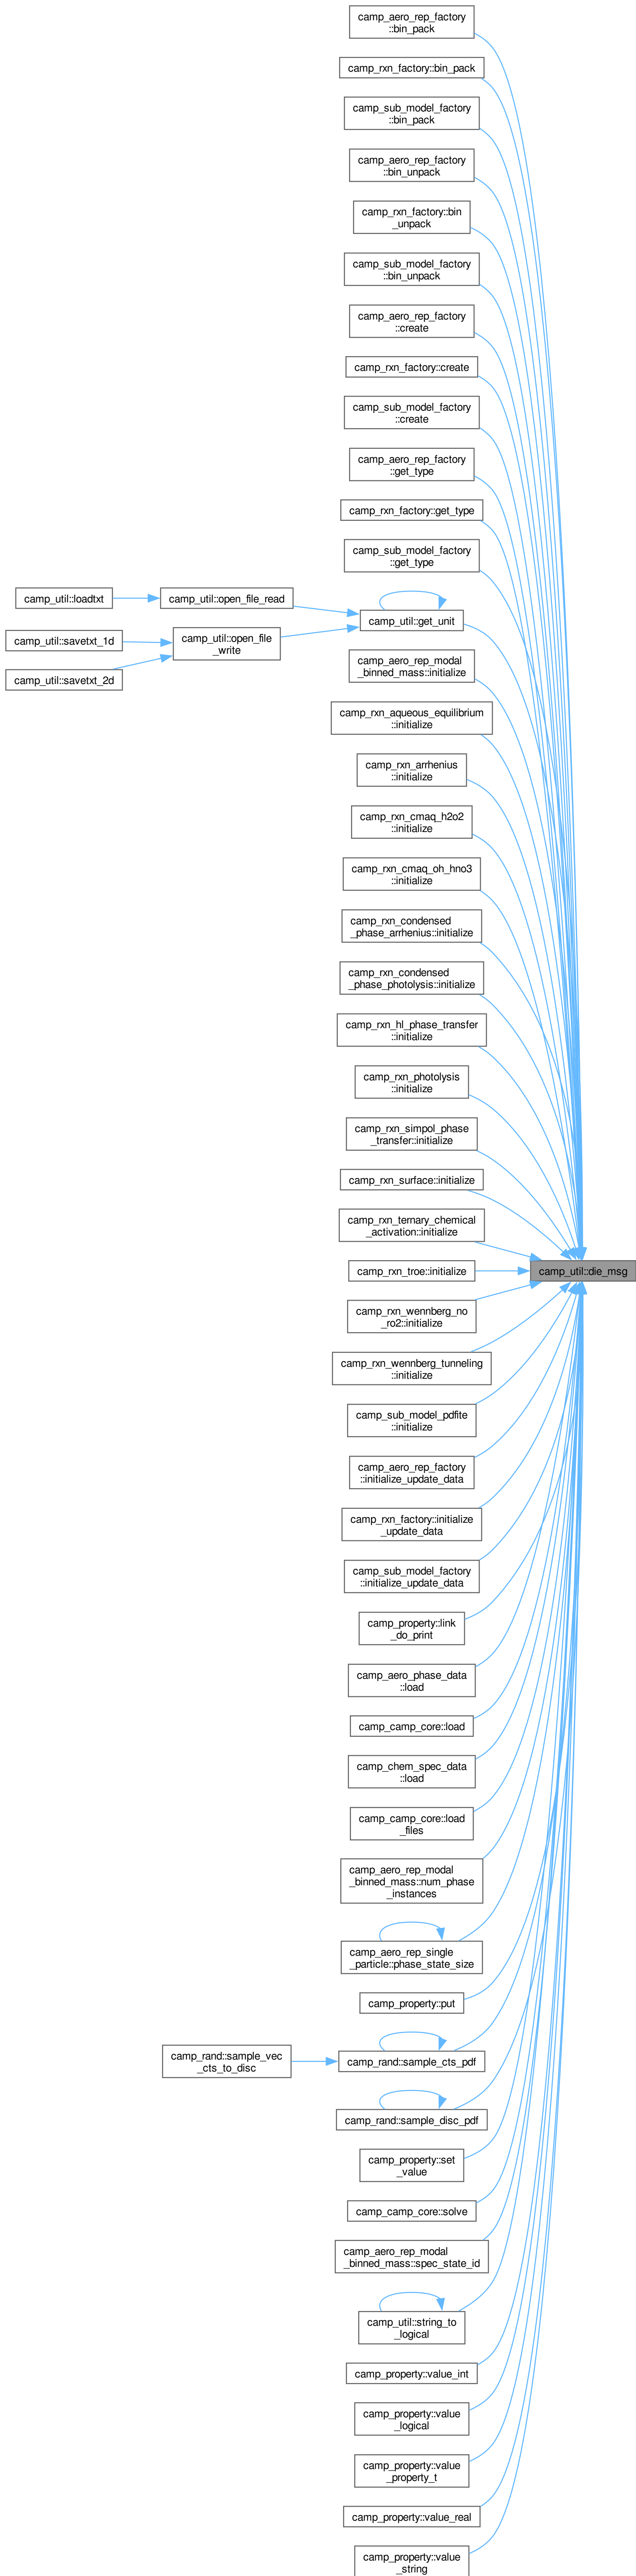 camp_aero_rep_factory
::bin_pack
camp_rxn_factory::bin_pack
camp_sub_model_factory
::bin_pack
camp_aero_rep_factory
::bin_unpack
camp_rxn_factory::bin
_unpack
camp_sub_model_factory
::bin_unpack
camp_aero_rep_factory
::create
camp_rxn_factory::create
camp_sub_model_factory
::create
camp_aero_rep_factory
::get_type
camp_rxn_factory::get_type
camp_sub_model_factory
::get_type
camp_util::loadtxt
camp_util::open_file_read
camp_util::get_unit
camp_util::savetxt_1d
camp_util::open_file
_write
camp_util::savetxt_2d
camp_aero_rep_modal
_binned_mass::initialize
camp_rxn_aqueous_equilibrium
::initialize
camp_rxn_arrhenius
::initialize
camp_rxn_cmaq_h2o2
::initialize
camp_rxn_cmaq_oh_hno3
::initialize
camp_rxn_condensed
_phase_arrhenius::initialize
camp_rxn_condensed
_phase_photolysis::initialize
camp_rxn_hl_phase_transfer
::initialize
camp_rxn_photolysis
::initialize
camp_rxn_simpol_phase
_transfer::initialize
camp_rxn_surface::initialize
camp_rxn_ternary_chemical
_activation::initialize
camp_rxn_troe::initialize
camp_util::die_msg
camp_rxn_wennberg_no
_ro2::initialize
camp_rxn_wennberg_tunneling
::initialize
camp_sub_model_pdfite
::initialize
camp_aero_rep_factory
::initialize_update_data
camp_rxn_factory::initialize
_update_data
camp_sub_model_factory
::initialize_update_data
camp_property::link
_do_print
camp_aero_phase_data
::load
camp_camp_core::load
camp_chem_spec_data
::load
camp_camp_core::load
_files
camp_aero_rep_modal
_binned_mass::num_phase
_instances
camp_aero_rep_single
_particle::phase_state_size
camp_property::put
camp_rand::sample_vec
_cts_to_disc
camp_rand::sample_cts_pdf
camp_rand::sample_disc_pdf
camp_property::set
_value
camp_camp_core::solve
camp_aero_rep_modal
_binned_mass::spec_state_id
camp_util::string_to
_logical
camp_property::value_int
camp_property::value
_logical
camp_property::value
_property_t
camp_property::value_real
camp_property::value
_string